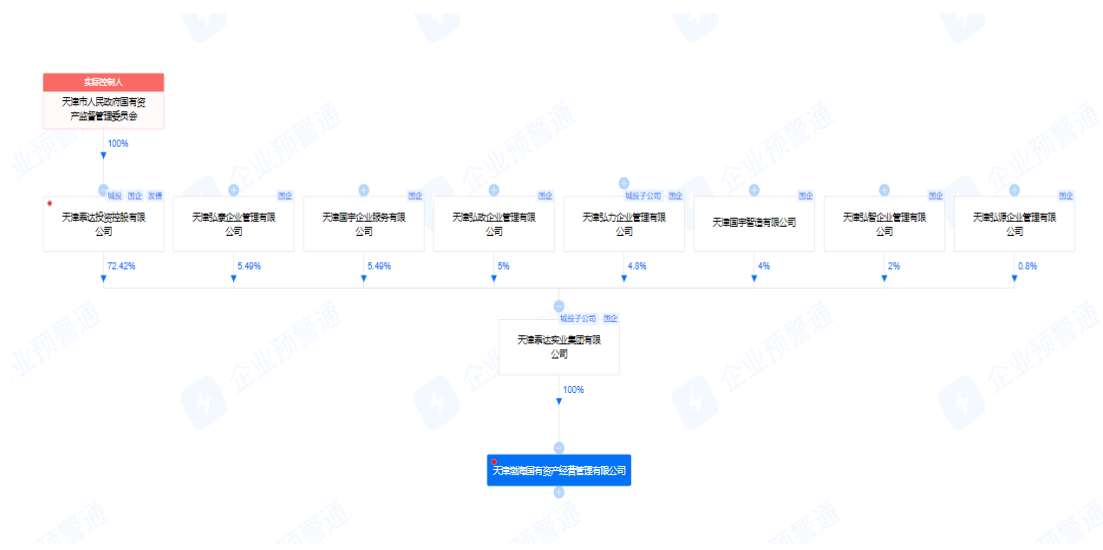 实际控制人
天津市人民政府国有资
产监督管理委员会
100%
城投 国企 发债
天津泰达投资控股有限
公司
72.42%
国企
天津弘泰企业管理有限
公司
5.49%
国企
天津国宇企业服务有限
公司
5.49%
国企
天津弘政企业管理有限
公司
5%
城投子公司 国企
天津弘力企业管理有限
公司
4.8%
国企
天津国宇智造有限公司
4%
国企
天津弘智企业管理有限
公司
2%
国企
天津弘源企业管理有限
公司
0.8%
城投子公司 国企
天津泰达实业集团有限
公司
100%
天津渤海国有资产经营管理有限公司
企业预警通